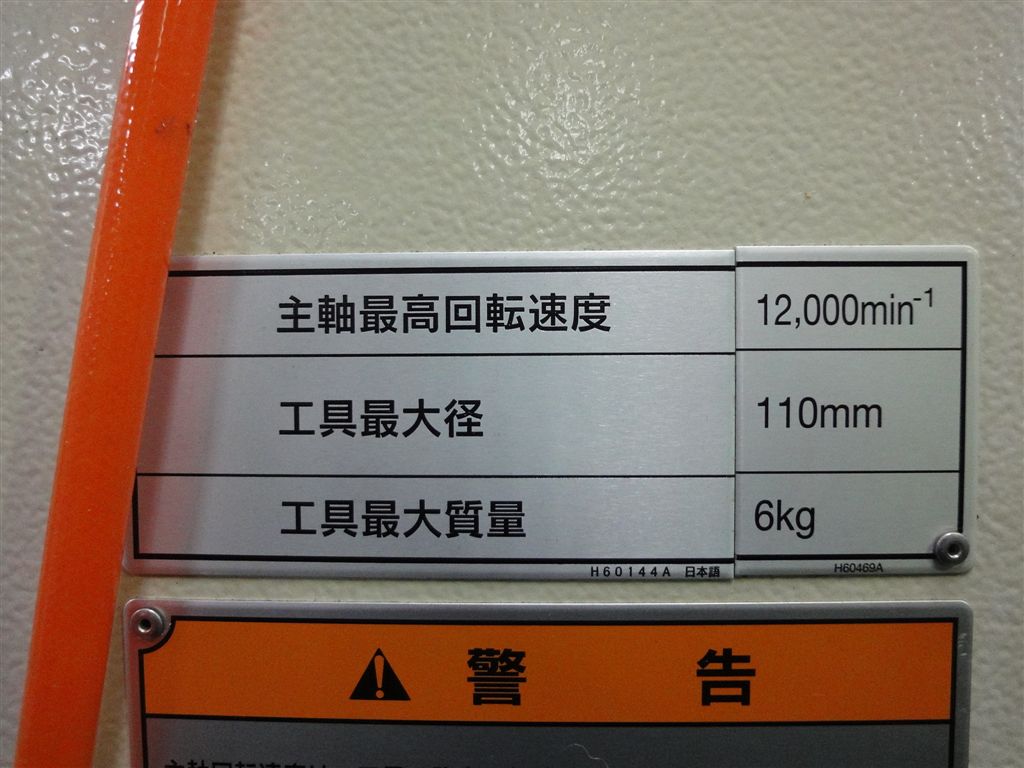 主軸最高回転速度 12,000min⁻¹
工具最大径 110mm
工具最大質量 6kg
H60144A 日本語 H60469A
警 告